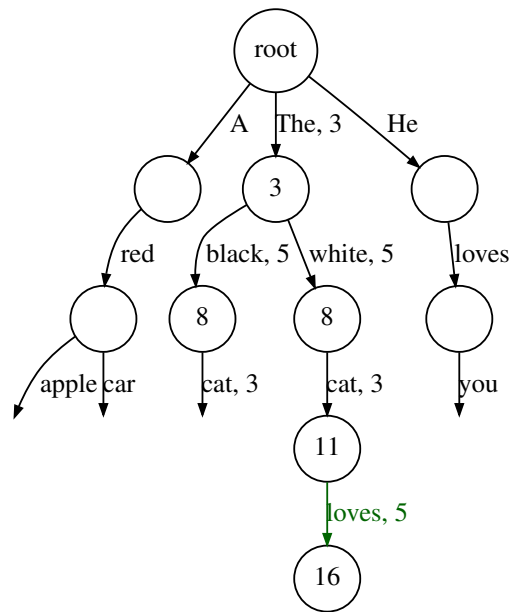 root
A
The, 3
He
3
red
black, 5
white, 5
loves
8
8
apple
car
cat, 3
cat, 3
you
11
loves, 5
16